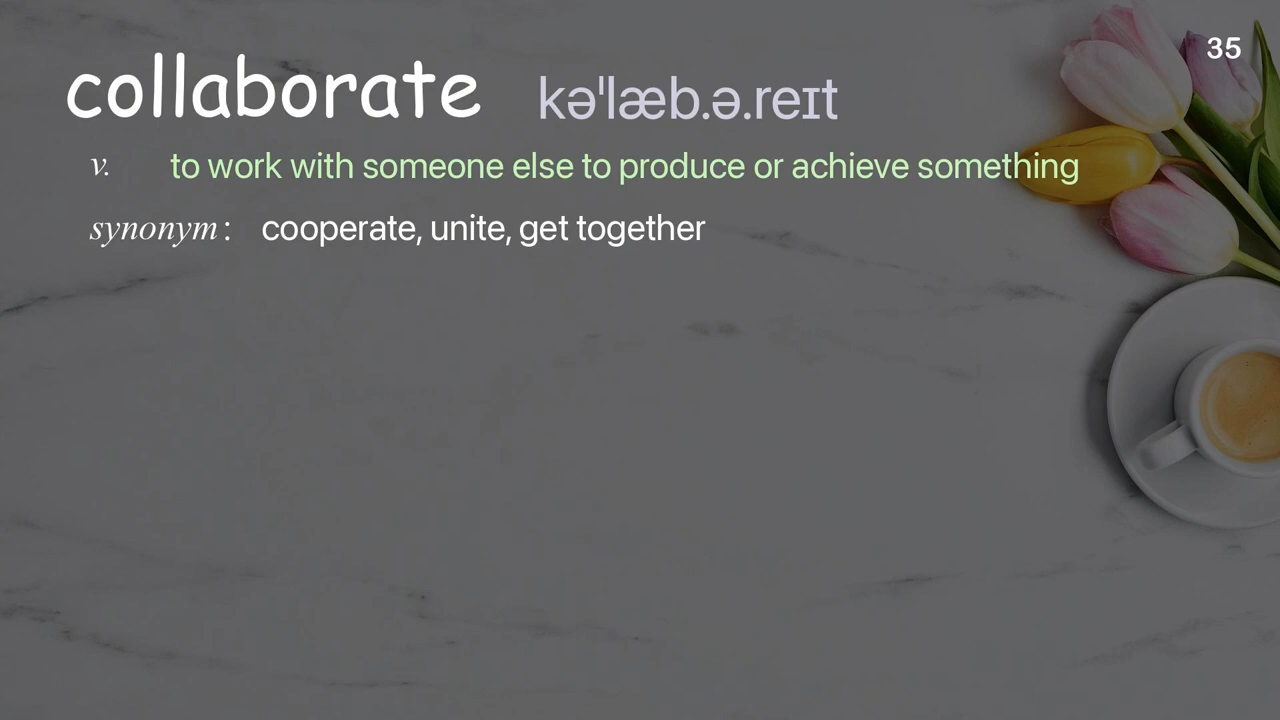 35
collaborate kə'læb.ə.reɪt
v. to work with someone else to produce or achieve something
synonym : cooperate, unite, get together